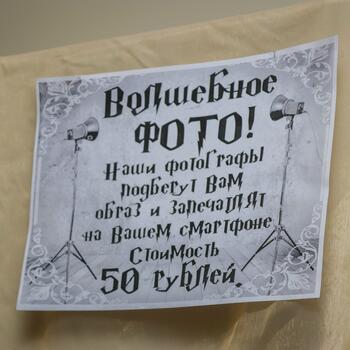 Волшебное
ФОТО!
Наши фотографы
подберут Вам
образ и запечатлят
на Вашем смартфоне
Стоимость
50 рублей.